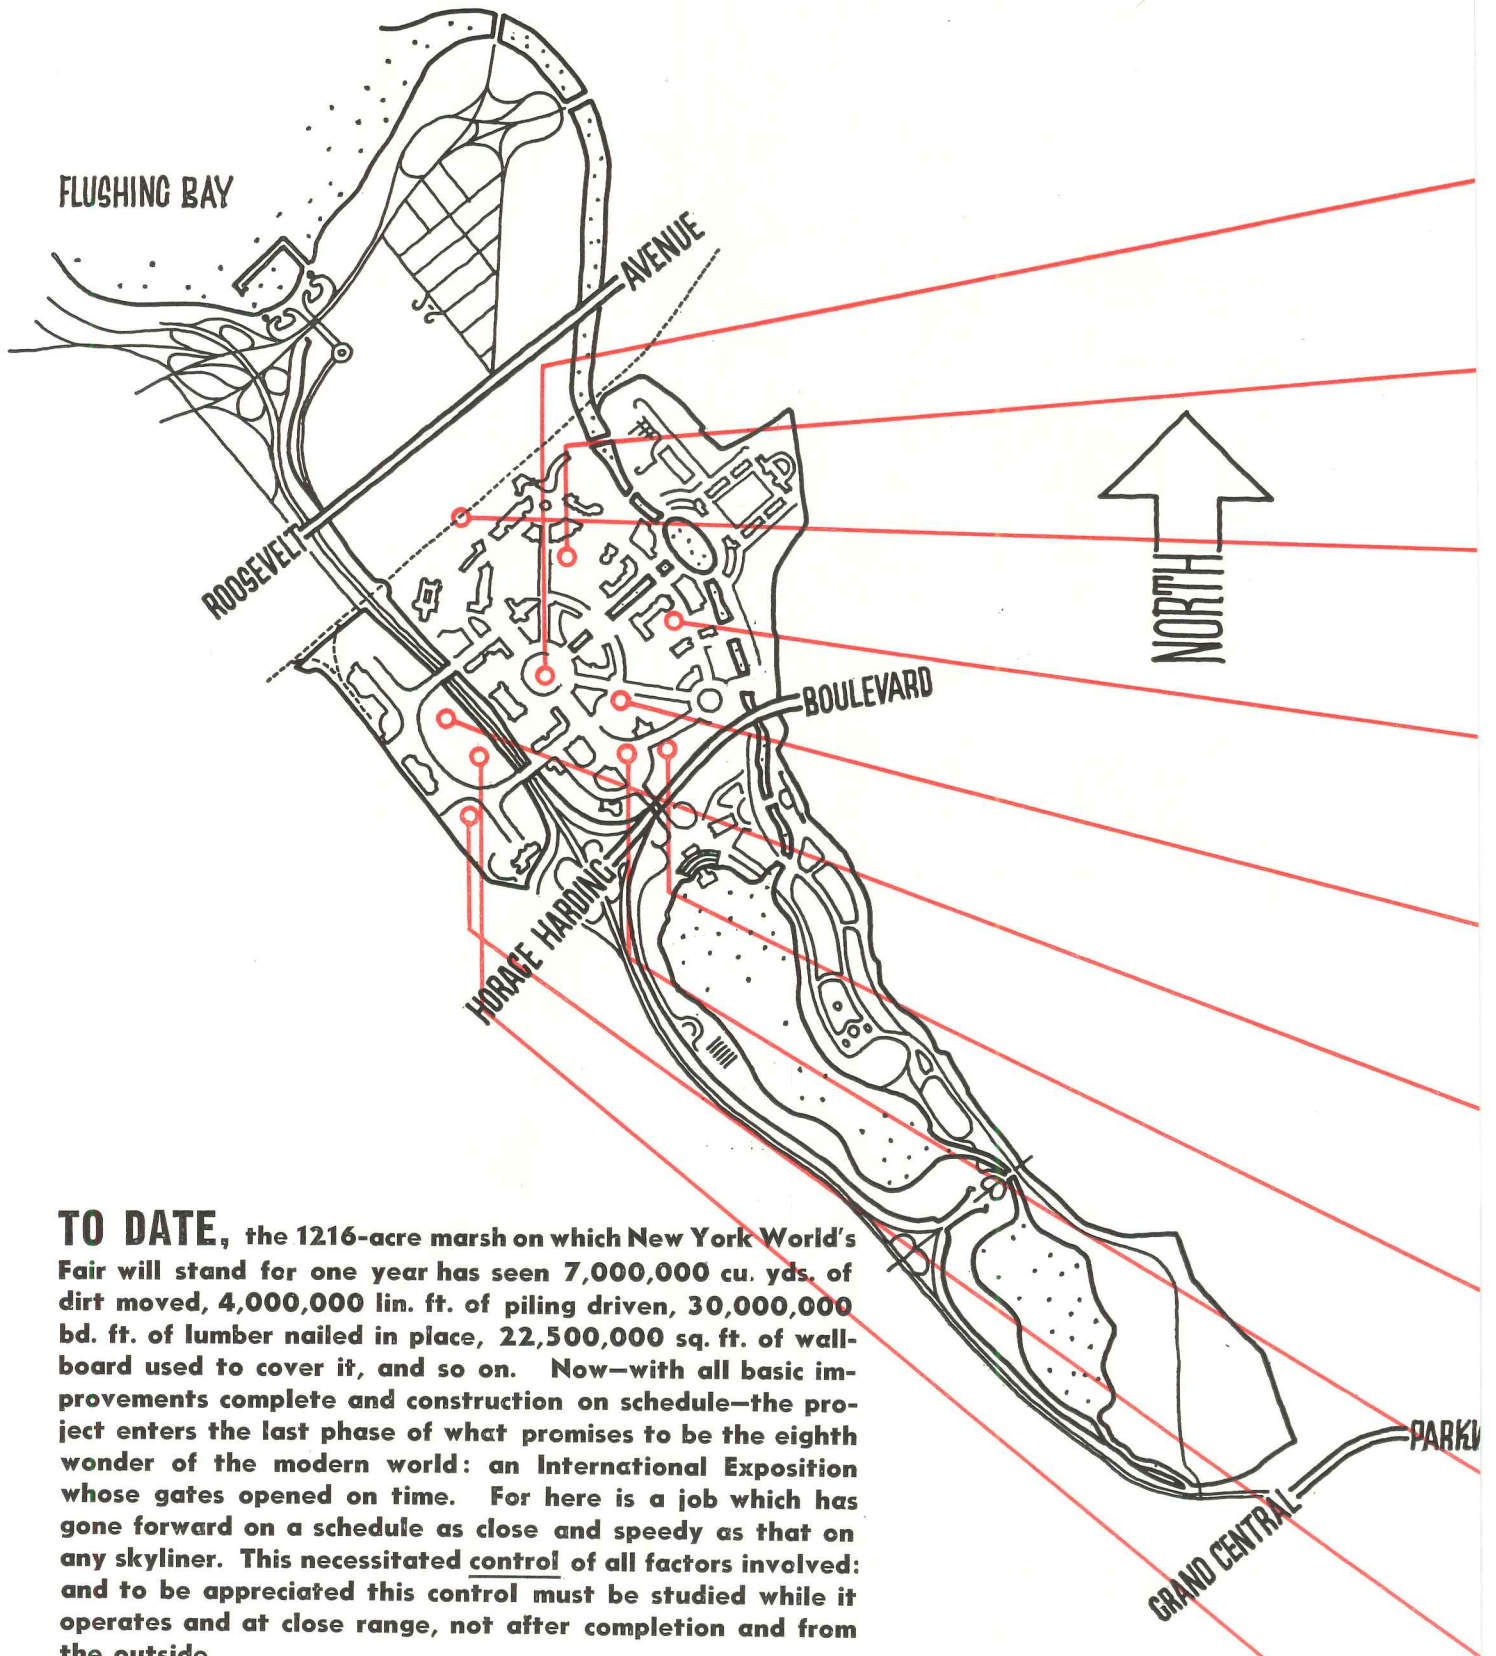 FLUSHING BAY
AVENUE
ROOSEVELT
NORTH
BOULEVARD
HORACE HARDING
TO DATE, the 1216-acre marsh on which New York World's
Fair will stand for one year has seen 7,000,000 cu. yds. of
dirt moved, 4,000,000 lin. ft. of piling driven, 30,000,000
bd. ft. of lumber nailed in place, 22,500,000 sq. ft. of wall-
board used to cover it, and so on. Now—with all basic im-
provements complete and construction on schedule—the pro-
ject enters the last phase of what promises to be the eighth
wonder of the modern world: an International Exposition
whose gates opened on time. For here is a job which has
gone forward on a schedule as close and speedy as that on
any skyliner. This necessitated control of all factors involved:
and to be appreciated this control must be studied while it
operates and at close range, not after completion and from
the outside
PARKW
GRAND CENTRAL